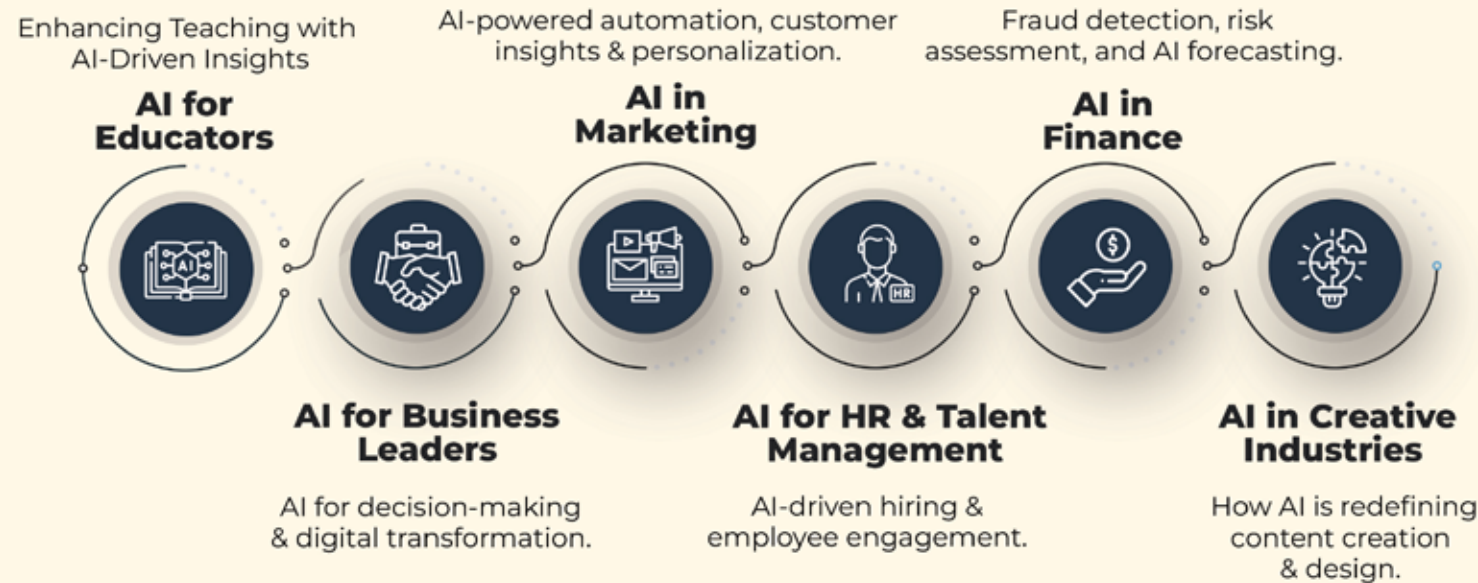 Enhancing Teaching with
AI-Driven Insights
AI for
Educators
AI
AI for Business
Leaders
AI for decision-making
& digital transformation.
AI-powered automation, customer
insights & personalization.
AI in
Marketing
HR
AI for HR & Talent
Management
AI-driven hiring &
employee engagement.
Fraud detection, risk
assessment, and AI forecasting.
AI in
Finance
$
AI in Creative
Industries
How AI is redefining
content creation
& design.